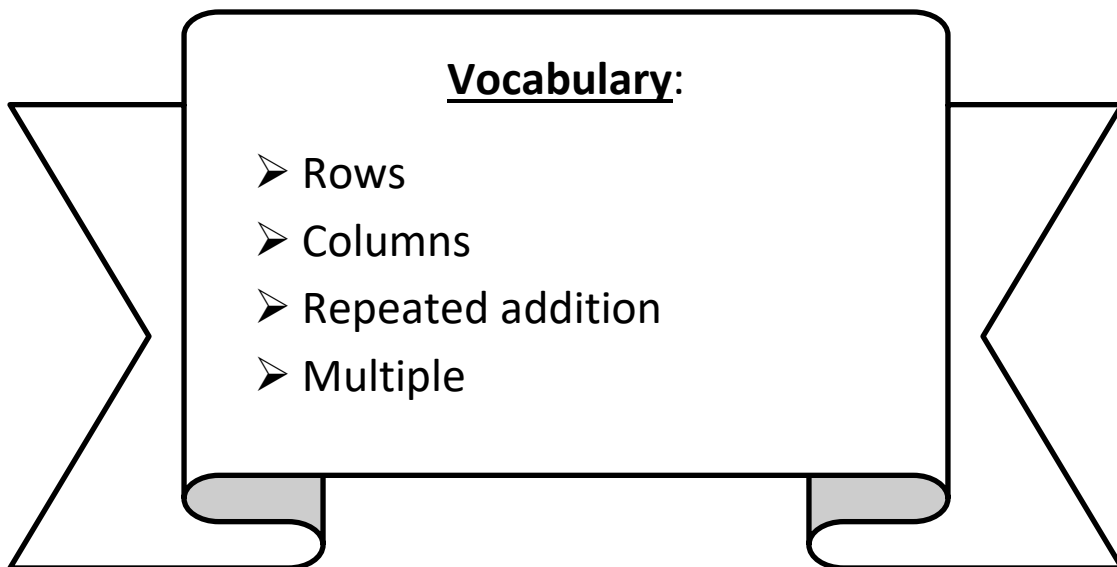 Vocabulary:
➢ Rows
➢ Columns
➢ Repeated addition
➢ Multiple